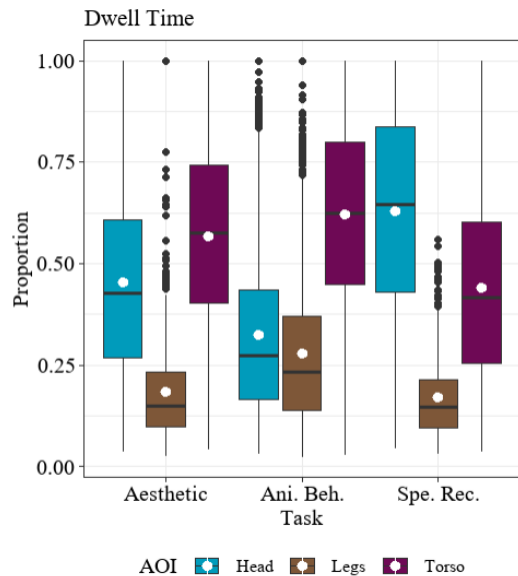 Dwell Time
1.00
0.75
0.50
0.25
0.00
Proportion
Aesthetic Ani. Beh. Spe. Rec.
Task
AOI Head Legs Torso